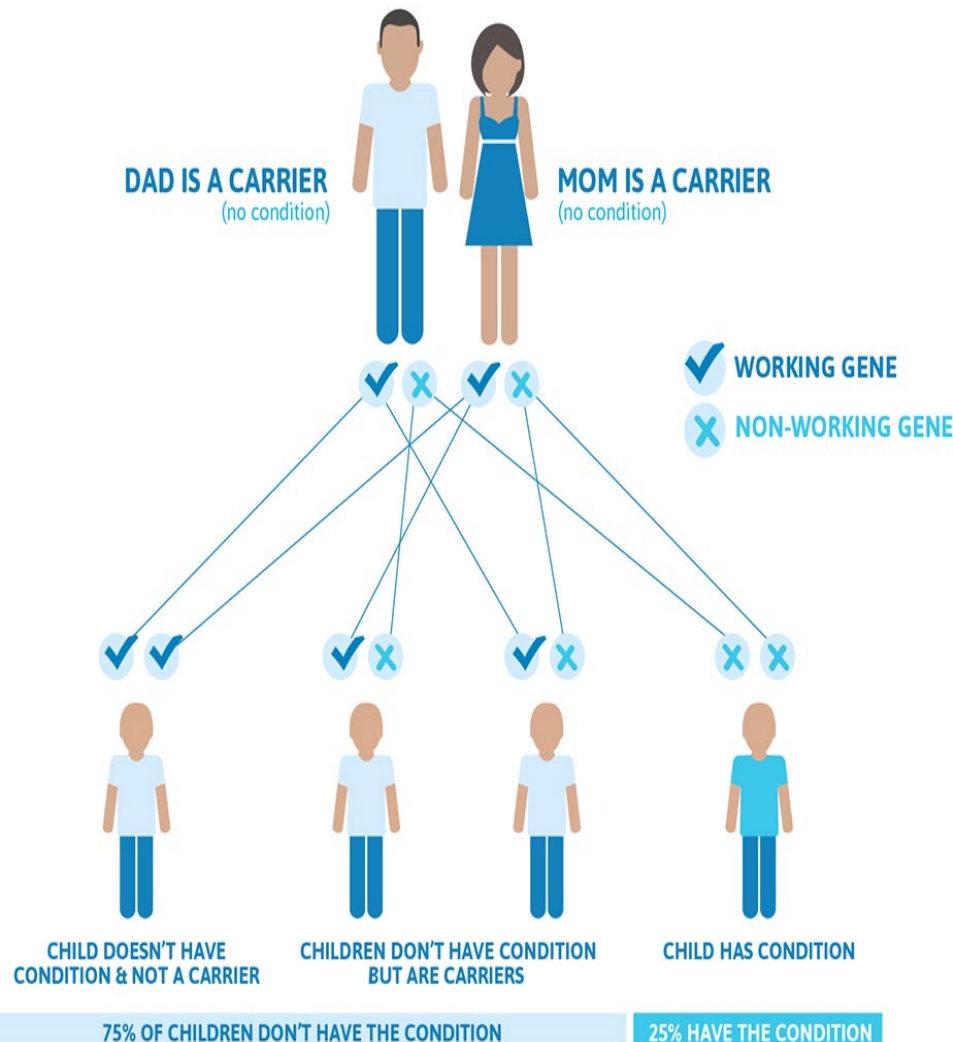 DAD IS A CARRIER
(no condition)
MOM IS A CARRIER
(no condition)
WORKING GENE
NON-WORKING GENE
CHILD DOESN'T HAVE
CONDITION & NOT A CARRIER
CHILDREN DON'T HAVE CONDITION
BUT ARE CARRIERS
CHILD HAS CONDITION
75% OF CHILDREN DON'T HAVE THE CONDITION
25% HAVE THE CONDITION